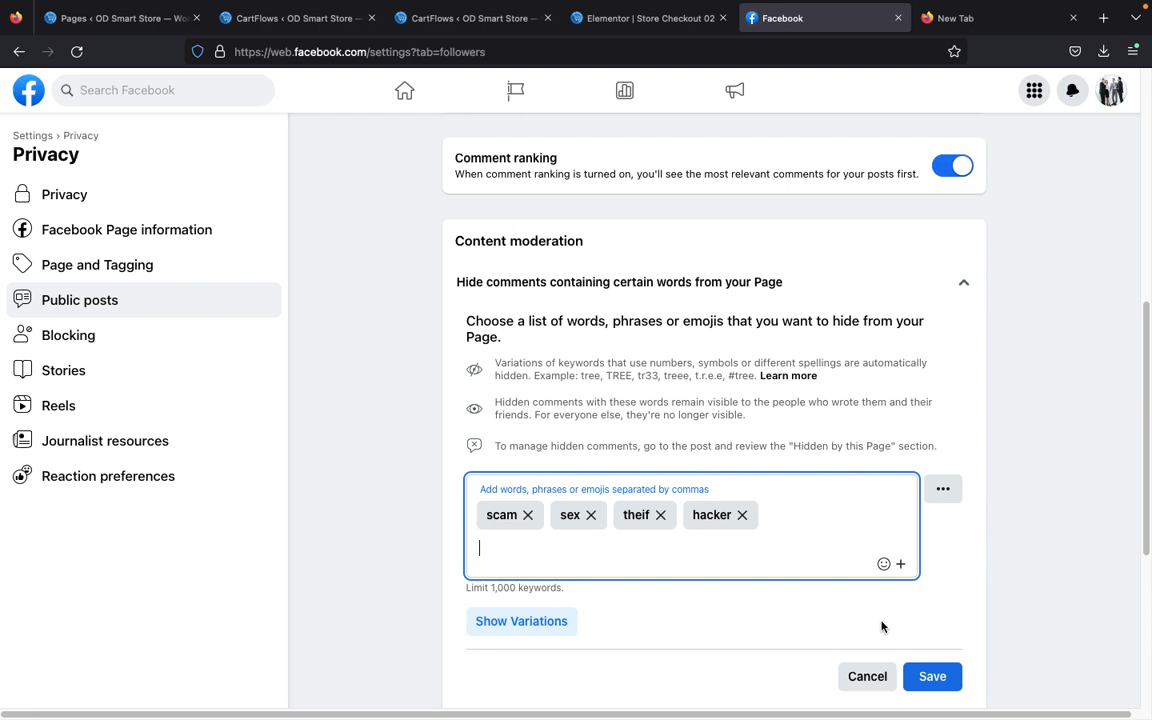 Pages ‹ OD Smart Store — Wo
CartFlows ‹ OD Smart Store —
CartFlows ‹ OD Smart Store —
Elementor | Store Checkout 02
Facebook
New Tab
https://web.facebook.com/settings?tab=followers
Search Facebook
Settings › Privacy
Privacy
Privacy
Facebook Page information
Page and Tagging
Public posts
Blocking
Stories
Reels
Journalist resources
Reaction preferences
Comment ranking
When comment ranking is turned on, you'll see the most relevant comments for your posts first.
Content moderation
Hide comments containing certain words from your Page
Choose a list of words, phrases or emojis that you want to hide from your
Page.
Variations of keywords that use numbers, symbols or different spellings are automatically
hidden. Example: tree, TREE, tr33, treee, t.r.e.e, #tree. Learn more
Hidden comments with these words remain visible to the people who wrote them and their
friends. For everyone else, they're no longer visible.
To manage hidden comments, go to the post and review the "Hidden by this Page" section.
Add words, phrases or emojis separated by commas
scam
sex
theif
hacker
Limit 1,000 keywords.
Show Variations
Cancel
Save